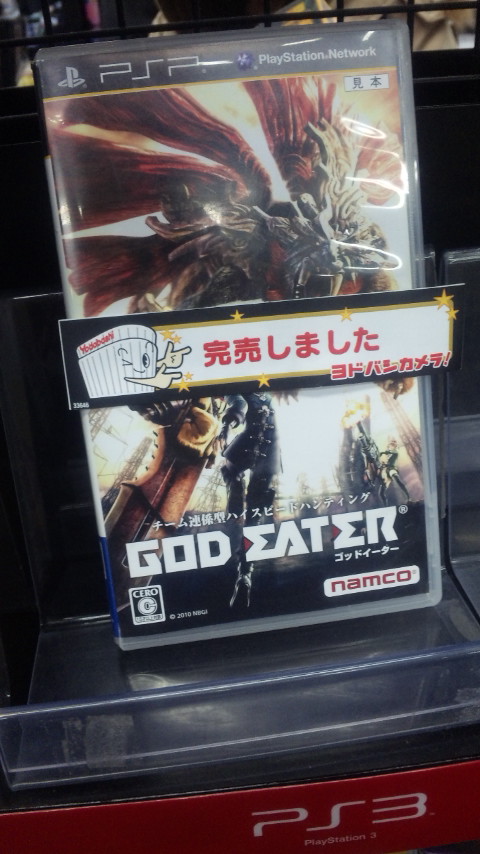 PSP
PlayStation®Network
見本
Yodobashi
完売しました
ヨドバシカメラ!
23646
チーム連係型ハイスピードハンティング
GOD EATER®
ゴッドイーター
namco®
CERO
C
© 2010 NBGI
PS3
PlayStation 3